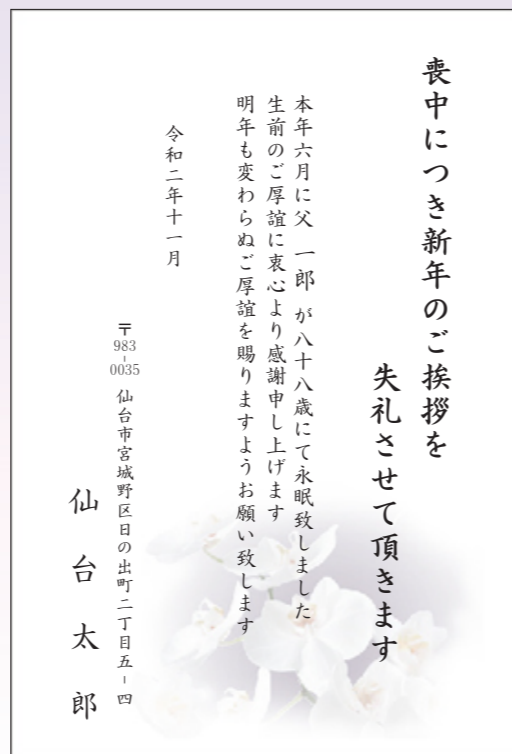 喪中につき新年のご挨拶を
失礼させて頂きます
本年六月に父 一郎 が八十八歳にて永眠致しました
生前のご厚誼に衷心より感謝申し上げます
明年も変わらぬご厚誼を賜りますようお願い致します
令和二年十一月
〒983-0035 仙台市宮城野区日の出町二丁目五-四
仙台太郎